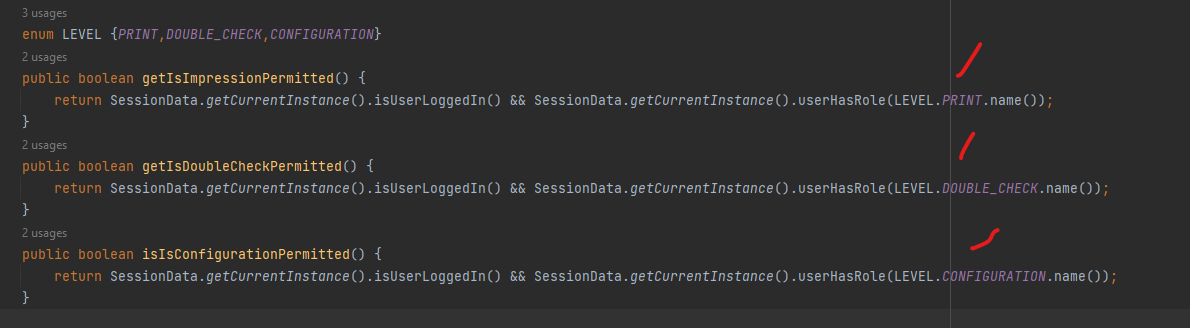 3 usages
enum LEVEL {PRINT,DOUBLE_CHECK,CONFIGURATION}
2 usages
public boolean getIsImpressionPermitted() {
    return SessionData.getCurrentInstance().isUserLoggedIn() && SessionData.getCurrentInstance().userHasRole(LEVEL.PRINT.name());
}
2 usages
public boolean getIsDoubleCheckPermitted() {
    return SessionData.getCurrentInstance().isUserLoggedIn() && SessionData.getCurrentInstance().userHasRole(LEVEL.DOUBLE_CHECK.name());
}
2 usages
public boolean isIsConfigurationPermitted() {
    return SessionData.getCurrentInstance().isUserLoggedIn() && SessionData.getCurrentInstance().userHasRole(LEVEL.CONFIGURATION.name());
}